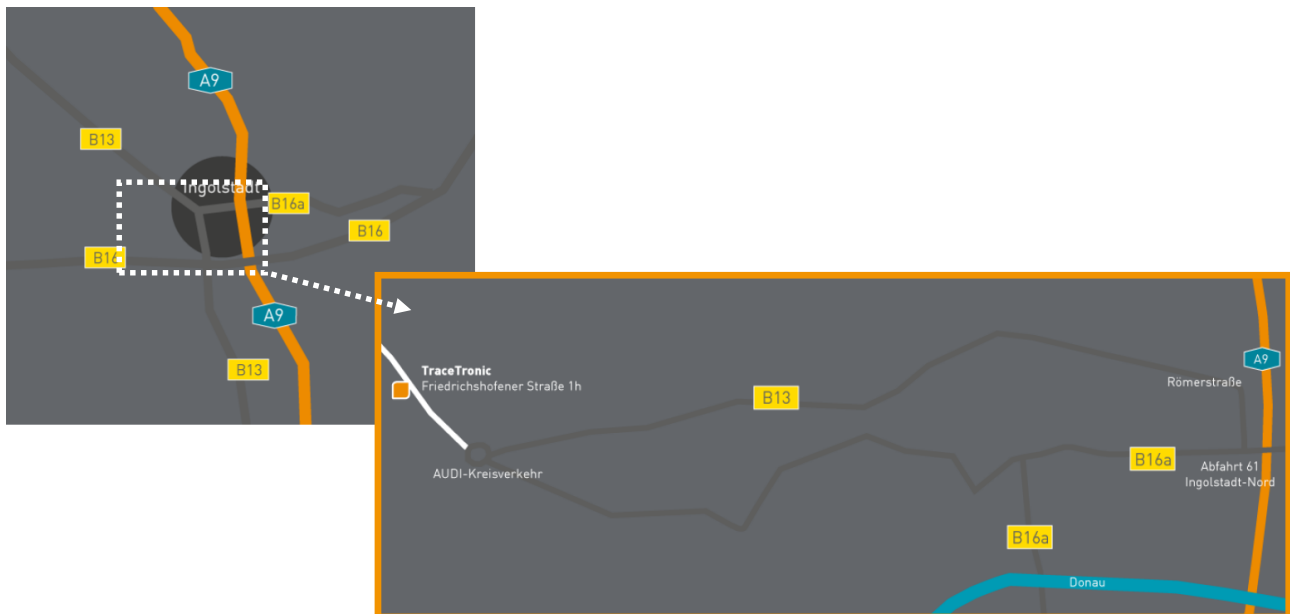 A9
B13
Ingolstadt
B16a
B16
B16
A9
B13
A9
TraceTronic
Friedrichshofener Straße 1h
Römerstraße
B13
AUDI-Kreisverkehr
B16a
Abfahrt 61
Ingolstadt-Nord
B16a
Donau